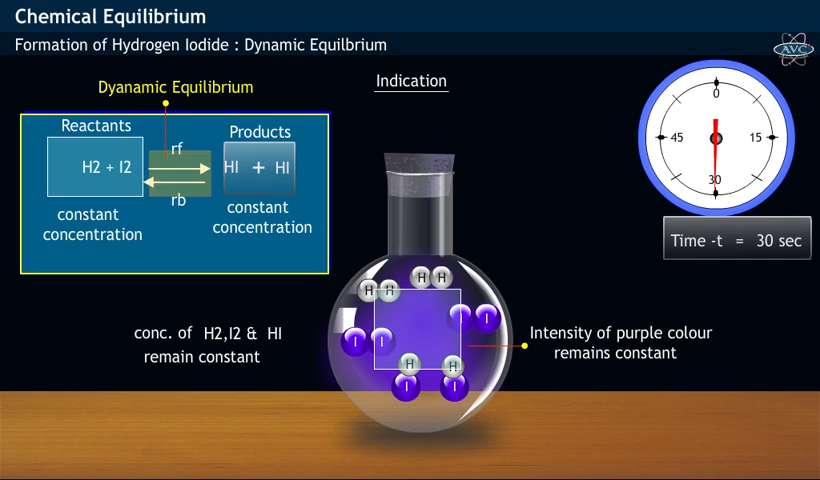 Chemical Equilibrium
Formation of Hydrogen Iodide : Dynamic Equilbrium
AVC
Indication
Dyanamic Equilibrium
Reactants
Products
rf
H2 + I2
HI + HI
rb
constant
concentration
constant
concentration
0
15
30
45
Time -t = 30 sec
H H
H H
I I
I
H
I
H
I
conc. of H2,I2 & HI
remain constant
Intensity of purple colour
remains constant